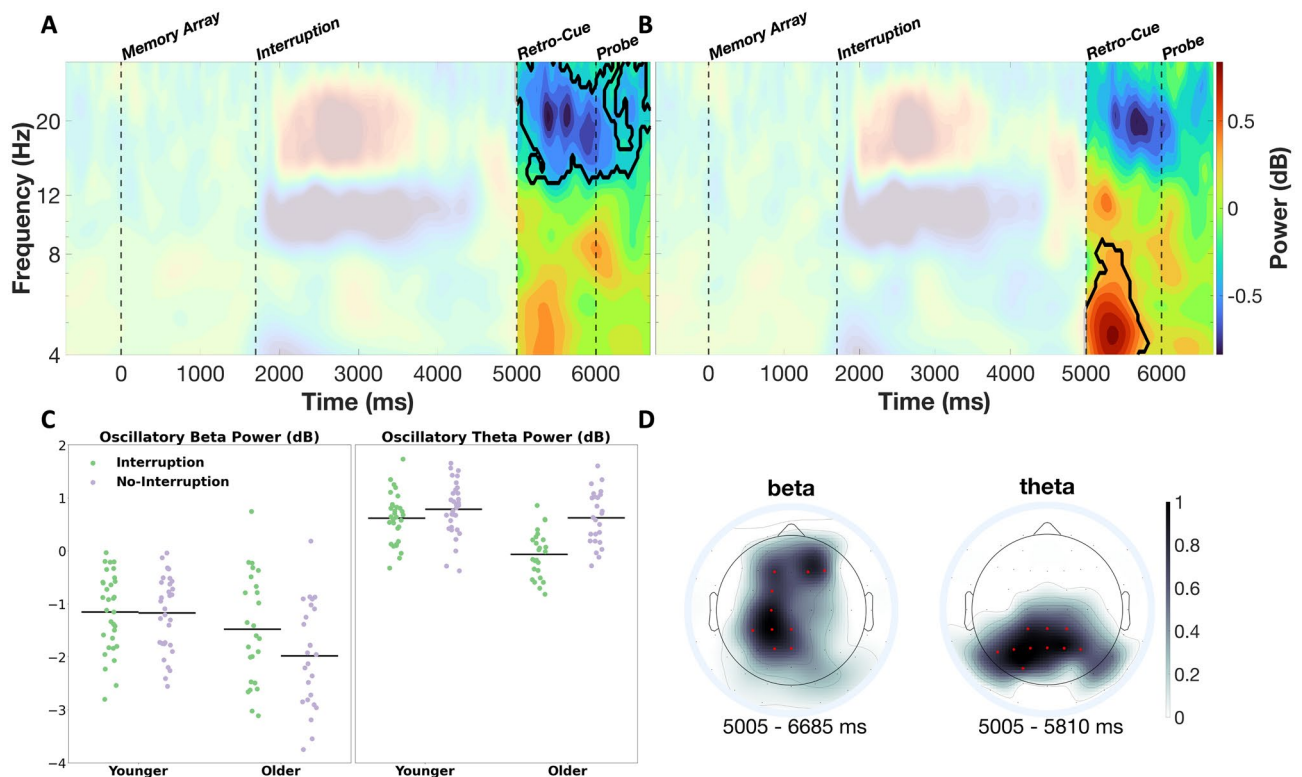 A
Memory Array
Interruption
Retro-Cue
Probe
B
Memory Array
Interruption
Retro-Cue
Probe
Frequency (Hz)
20
12
8
4
0
1000
2000
3000
4000
5000
6000
Time (ms)
0
1000
2000
3000
4000
5000
6000
Time (ms)
0.5
0
-0.5
Power (dB)
C
Oscillatory Beta Power (dB)
Oscillatory Theta Power (dB)
Interruption
No-Interruption
2
1
0
−1
−2
−3
−4
Younger
Older
Younger
Older
D
beta
theta
5005 - 6685 ms
5005 - 5810 ms
1
0.8
0.6
0.4
0.2
0